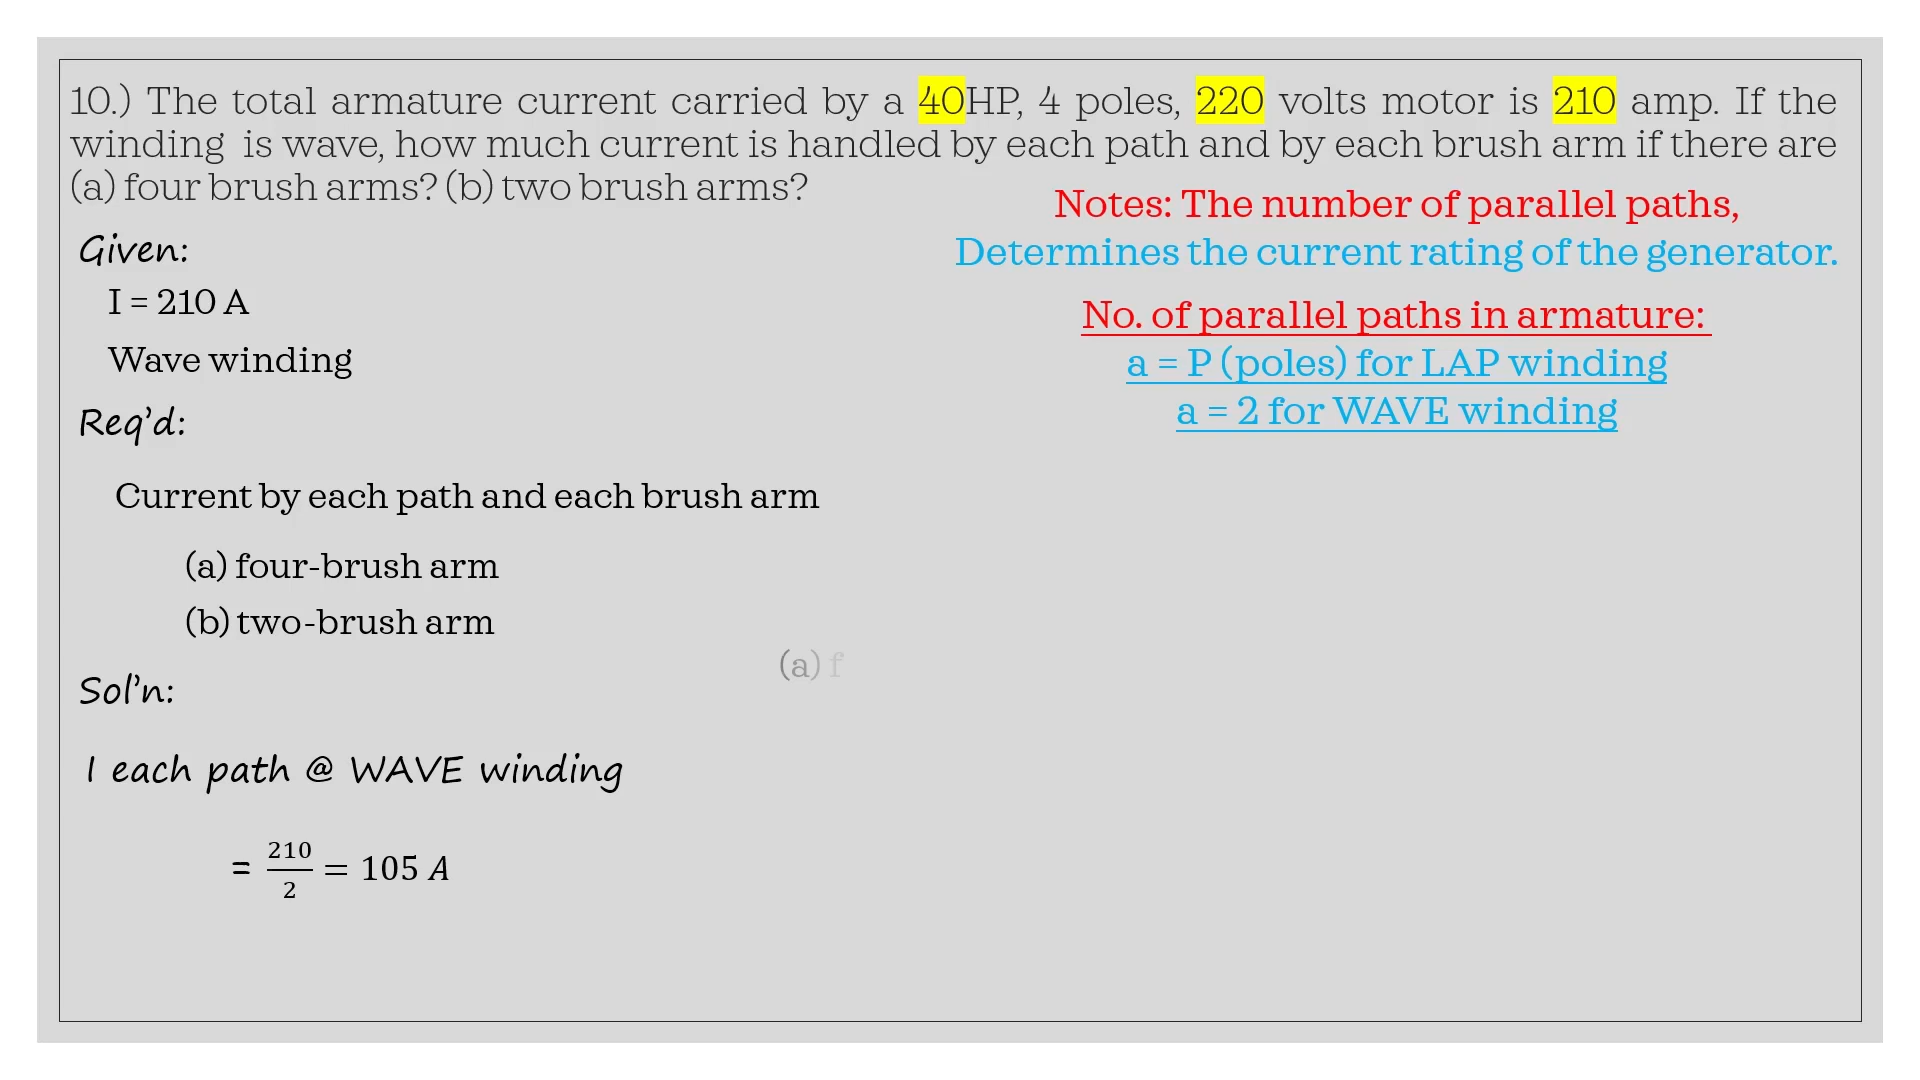 10.) The total armature current carried by a 40HP, 4 poles, 220 volts motor is 210 amp. If the
winding is wave, how much current is handled by each path and by each brush arm if there are
(a) four brush arms? (b) two brush arms?
Notes: The number of parallel paths,
Determines the current rating of the generator.
No. of parallel paths in armature:
a = P (poles) for LAP winding
a = 2 for WAVE winding
Given:
I = 210 A
Wave winding
Req'd:
Current by each path and each brush arm
(a) four-brush arm
(b) two-brush arm
(a) f
Sol'n:
I each path @ WAVE winding
= 210/2 = 105 A